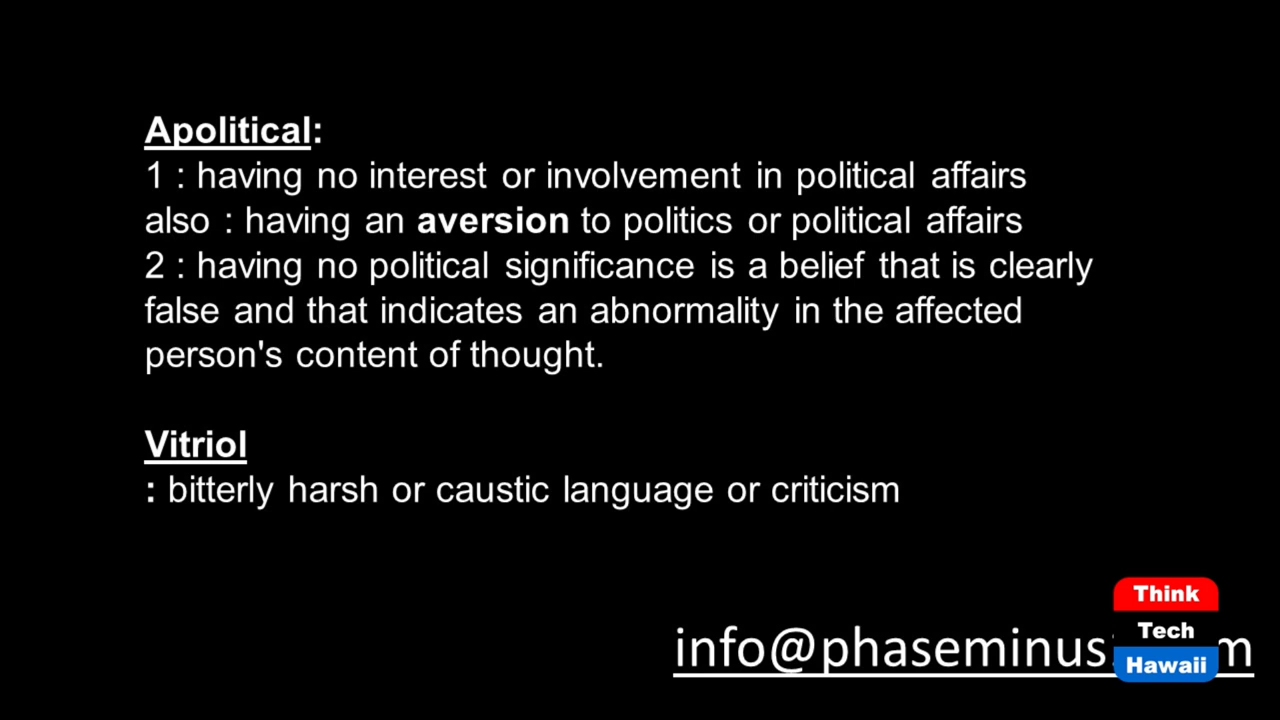 Apolitical:
1 : having no interest or involvement in political affairs
also : having an aversion to politics or political affairs
2 : having no political significance is a belief that is clearly
false and that indicates an abnormality in the affected
person's content of thought.
Vitriol
: bitterly harsh or caustic language or criticism
Think
Tech
Hawaii